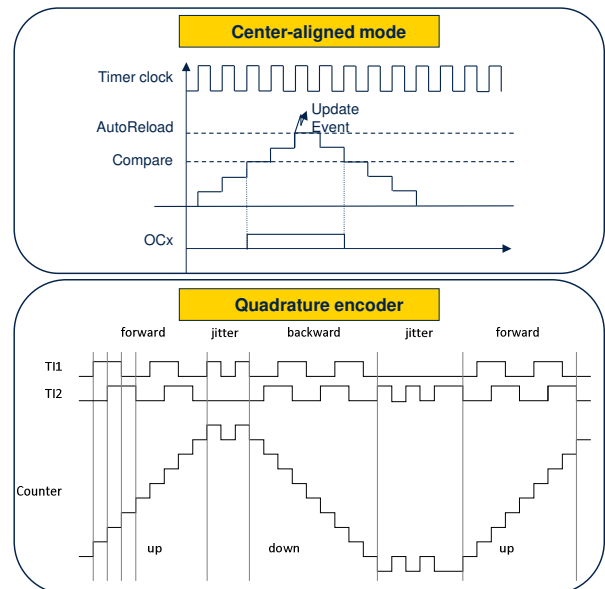 Center-aligned mode
Timer clock
Update
AutoReload
Event
Compare
OCx
Quadrature encoder
forward jitter backward jitter forward
TI1
TI2
Counter
up down up